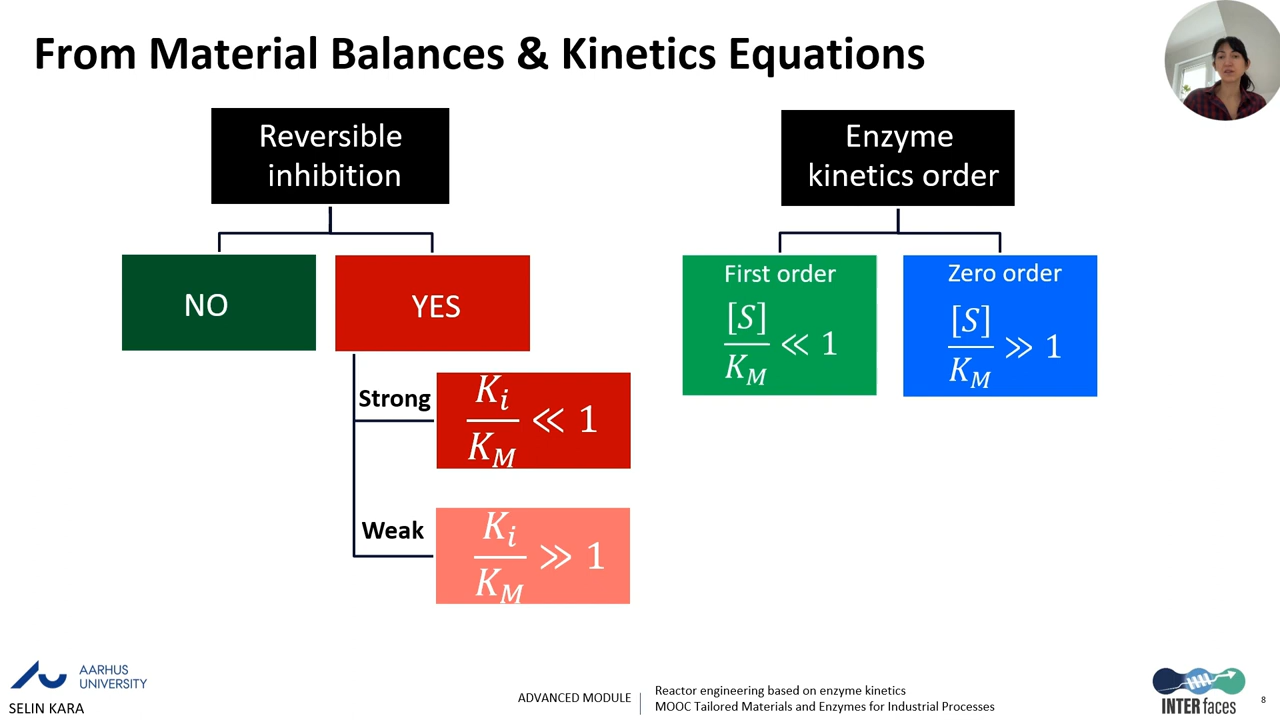 From Material Balances & Kinetics Equations
Reversible
inhibition
NO
YES
Strong
K_i / K_M ≪ 1
Weak
K_i / K_M ≫ 1
Enzyme
kinetics order
First order
[S] / K_M ≪ 1
Zero order
[S] / K_M ≫ 1
AARHUS
UNIVERSITY
SELIN KARA
ADVANCED MODULE
Reactor engineering based on enzyme kinetics
MOOC Tailored Materials and Enzymes for Industrial Processes
INTERfaces
8